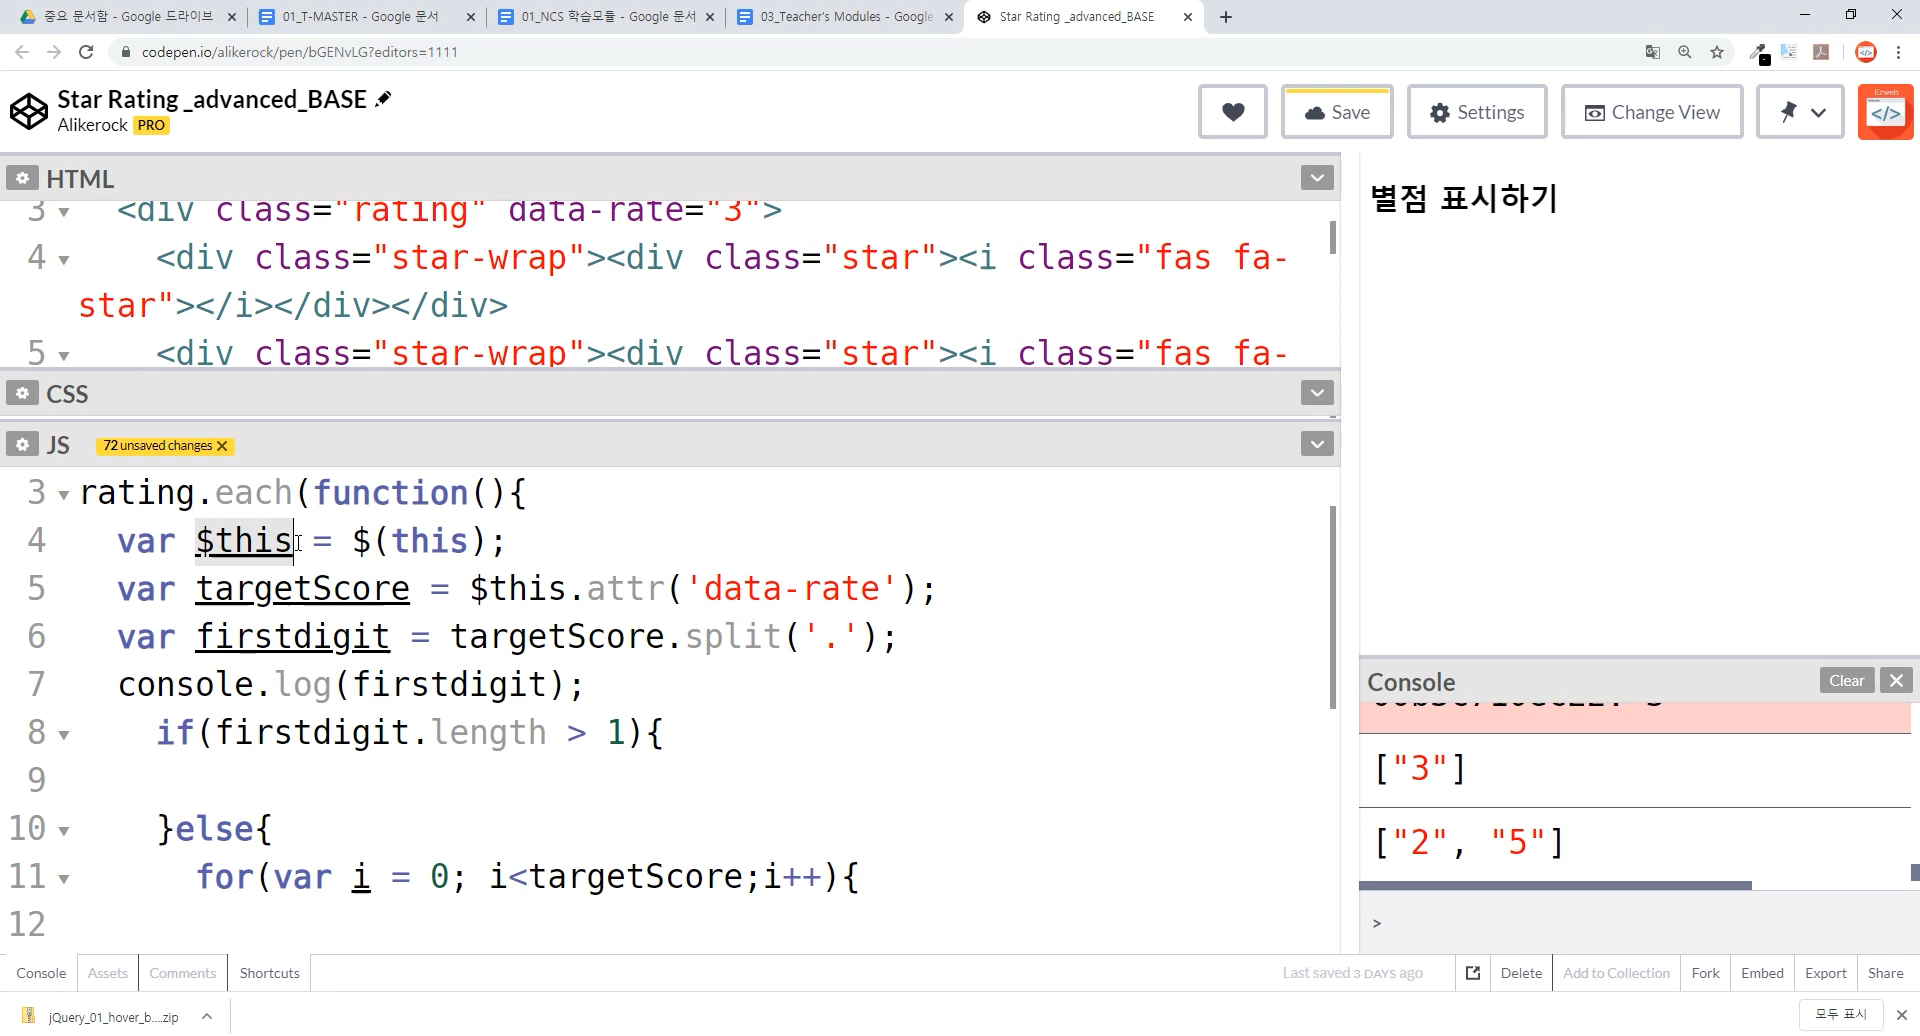 중요 문서함 - Google 드라이브
01_T-MASTER - Google 문서
01_NCS 학습모듈 - Google 문서
03_Teacher's Modules - Google
Star Rating _advanced_BASE
codepen.io/alikerock/pen/bGENvLG?editors=1111
Star Rating _advanced_BASE
Alikerock PRO
Save
Settings
Change View
Ezweb
</>
HTML
3 <div class="rating" data-rate="3">
4 <div class="star-wrap"><div class="star"><i class="fas fa-
star"></i></div></div>
5 <div class="star-wrap"><div class="star"><i class="fas fa-
CSS
JS 72 unsaved changes
3 rating.each(function(){
4 var $this = $(this);
5 var targetScore = $this.attr('data-rate');
6 var firstdigit = targetScore.split('.');
7 console.log(firstdigit);
8 if(firstdigit.length > 1){
9
10 }else{
11 for(var i = 0; i<targetScore;i++){
12
별점 표시하기
Console
Clear
["3"]
["2", "5"]
>
Console
Assets
Comments
Shortcuts
Last saved 3 DAYS ago
Delete
Add to Collection
Fork
Embed
Export
Share
jQuery_01_hover_b....zip
모두 표시